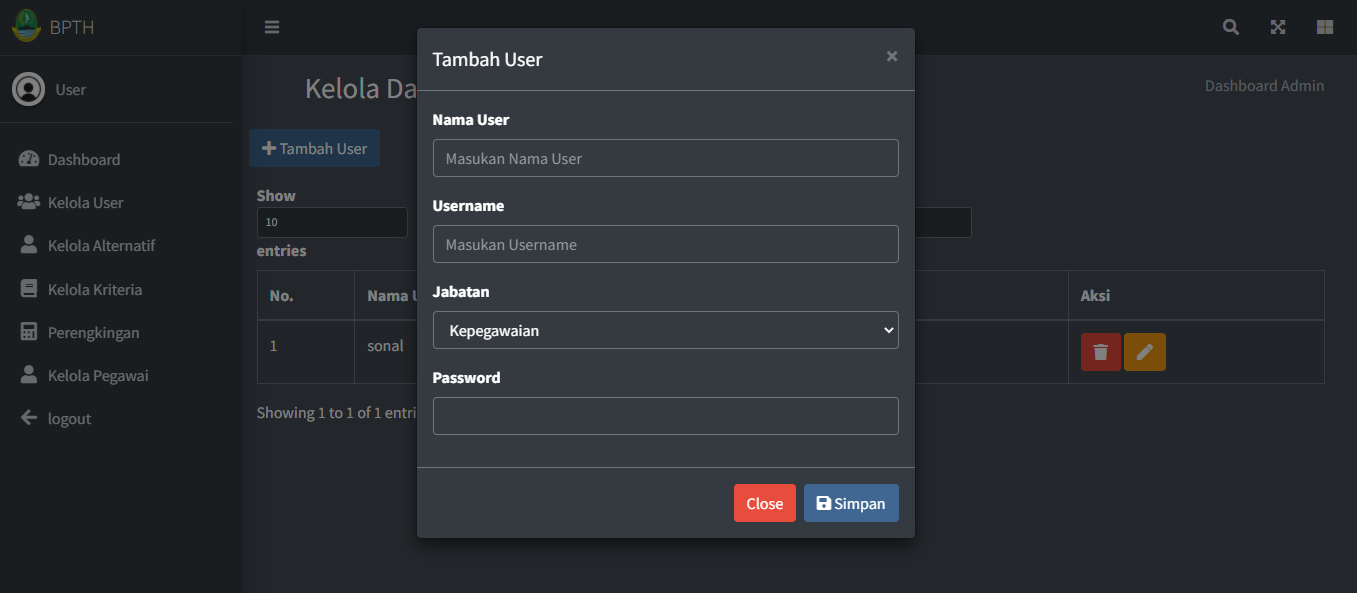 BPTH
User
Dashboard
Kelola User
Kelola Alternatif
Kelola Kriteria
Perengkingan
Kelola Pegawai
logout
Kelola Da
Dashboard Admin
Tambah User
Show
10
entries
No.
Nama U
Aksi
1
sonal
Showing 1 to 1 of 1 entri
Tambah User
×
Nama User
Masukan Nama User
Username
Masukan Username
Jabatan
Kepegawaian
Password
Close
Simpan